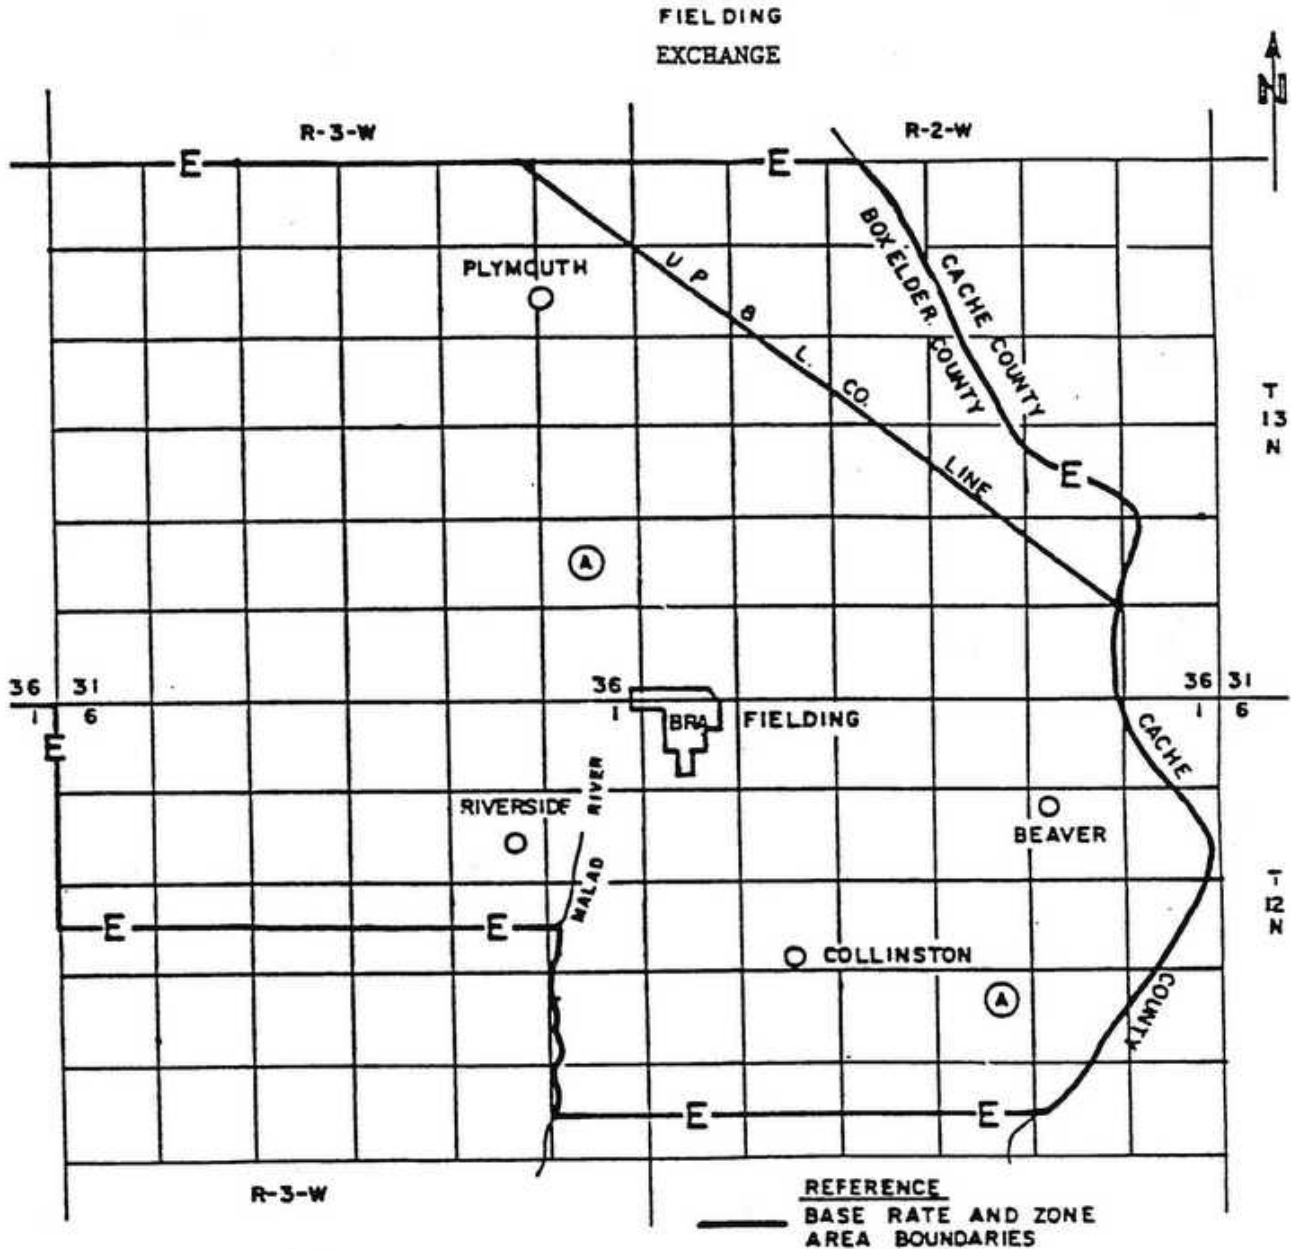 FIELDING
EXCHANGE
N
R-3-W
R-2-W
E
E
BOX ELDER COUNTY
CACHE COUNTY
PLYMOUTH
U P & L. CO. LINE
T
13
N
E
A
36 31
1 6
36
1
36 31
1 6
BRA
FIELDING
E
CACHE COUNTY
RIVERSIDE
MALAD RIVER
BEAVER
T
12
N
E
E
COLLINSTON
A
E
E
R-3-W
REFERENCE
BASE RATE AND ZONE
AREA BOUNDARIES